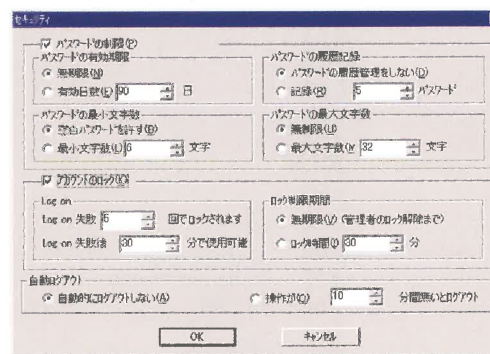 セキュリティ
パスワードの制限(P)
パスワードの有効期限
無期限(N)
有効日数(E) 90 日
パスワードの履歴記録
パスワードの履歴管理をしない(D)
記録(R) 5 パスワード
パスワードの最小文字数
空白パスワードを許す(B)
最小文字数(L) 6 文字
パスワードの最大文字数
無制限(U)
最大文字数(V) 32 文字
アカウントのロック(K)
Log on
Log on 失敗 5 回でロックされます
Log on 失敗後 30 分で使用可能
ロック制限期間
無期限(V) (管理者のロック解除まで)
ロック時間(I) 30 分
自動ログアウト
自動的にログアウトしない(A)
操作が(O) 10 分間無いとログアウト
OK キャンセル